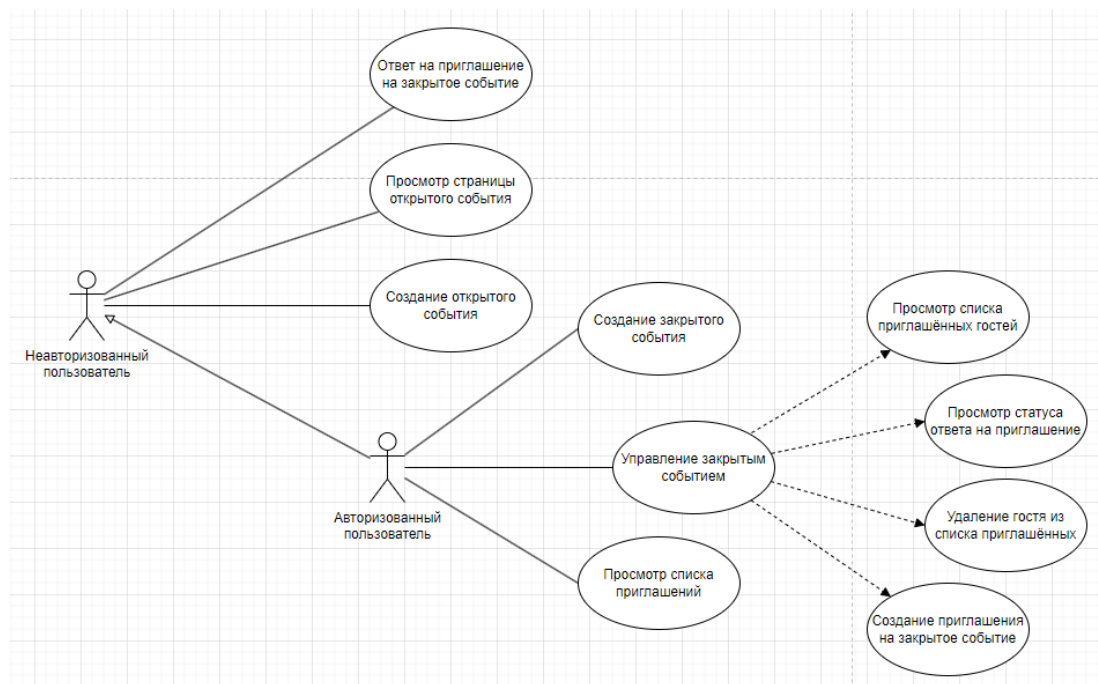 Ответ на приглашение
на закрытое событие
Просмотр страницы
открытого события
Создание открытого
события
Неавторизованный
пользователь
Создание закрытого
события
Просмотр списка
приглашённых гостей
Просмотр статуса
ответа на приглашение
Управление закрытым
событием
Авторизованный
пользователь
Удаление гостя из
списка приглашённых
Просмотр списка
приглашений
Создание приглашения
на закрытое событие